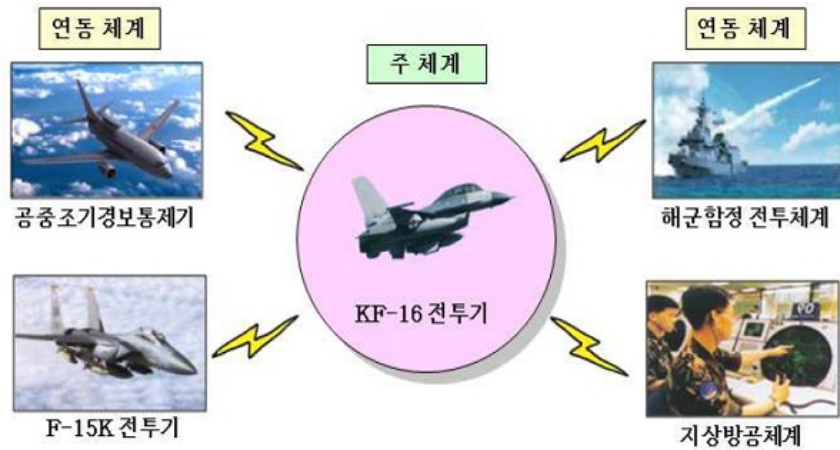 연동 체계
주 체계
연동 체계
공중조기경보통제기
해군함정 전투체계
KF-16 전투기
F-15K 전투기
지상방공체계